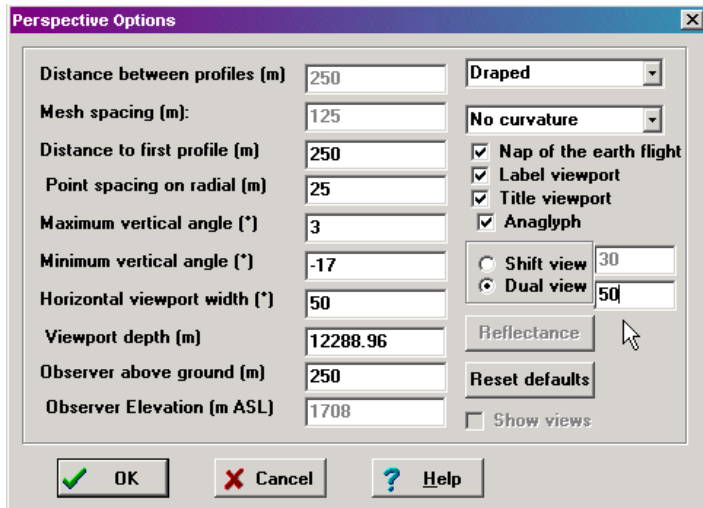 Perspective Options
Distance between profiles (m) 250
Mesh spacing (m): 125
Distance to first profile (m) 250
Point spacing on radial (m) 25
Maximum vertical angle (°) 3
Minimum vertical angle (°) -17
Horizontal viewport width (°) 50
Viewport depth (m) 12288.96
Observer above ground (m) 250
Observer Elevation (m ASL) 1708
Draped
No curvature
Nap of the earth flight
Label viewport
Title viewport
Anaglyph
Shift view 30
Dual view 50
Reflectance
Reset defaults
Show views
OK Cancel ? Help